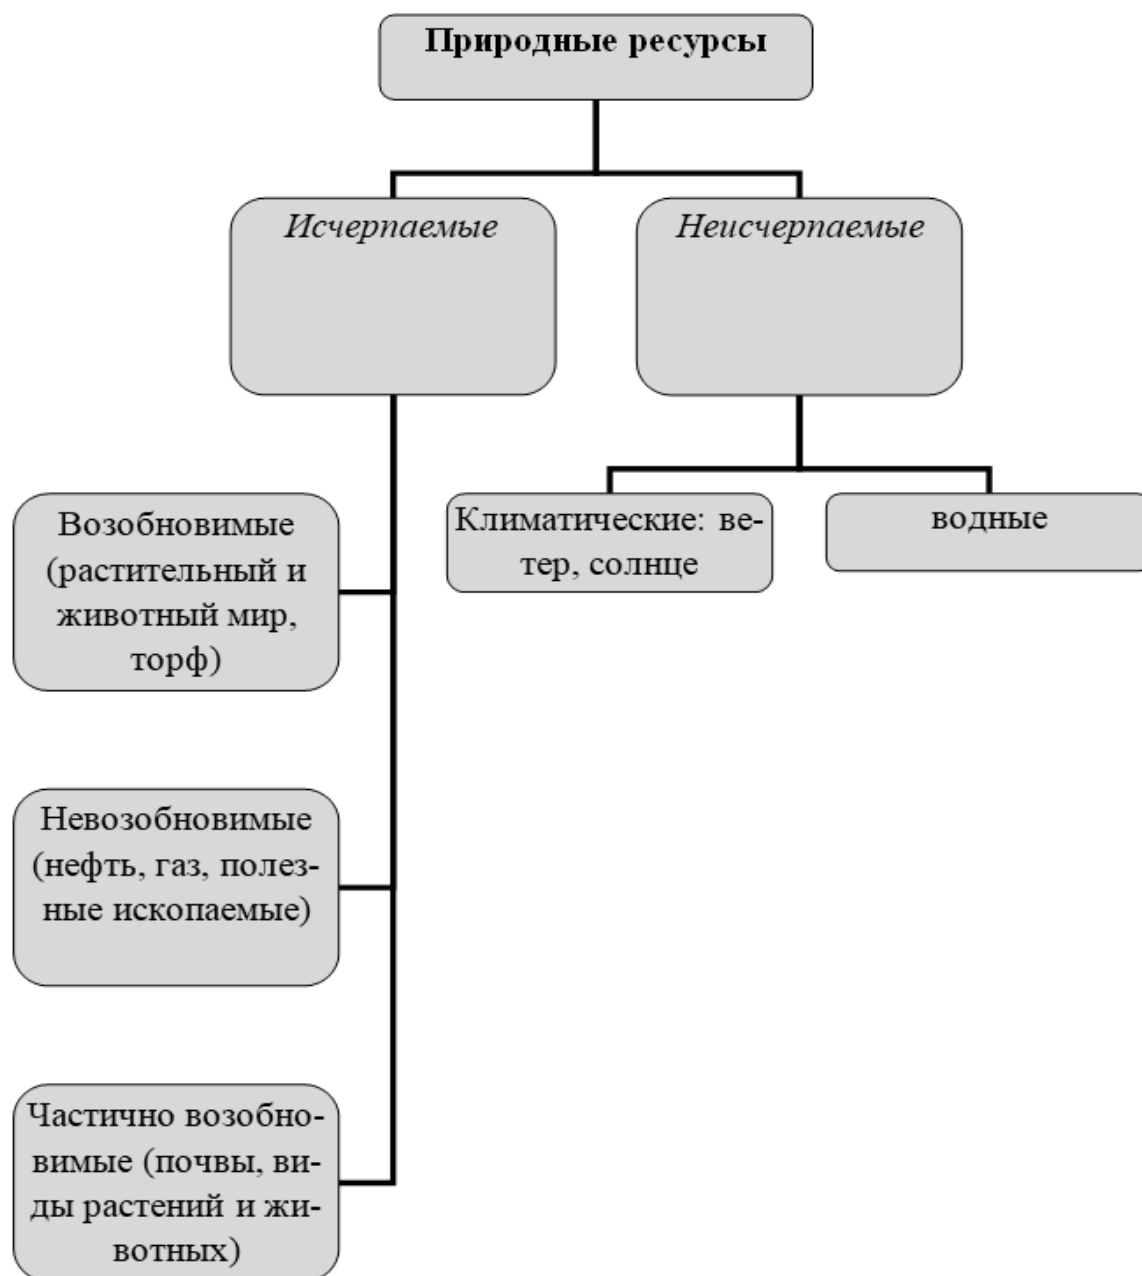 Природные ресурсы
Исчерпаемые
Неисчерпаемые
Возобновимые
(растительный и
животный мир,
торф)
Климатические: ве-
тер, солнце
водные
Невозобновимые
(нефть, газ, полез-
ные ископаемые)
Частично возобно-
вимые (почвы, ви-
ды растений и жи-
вотных)